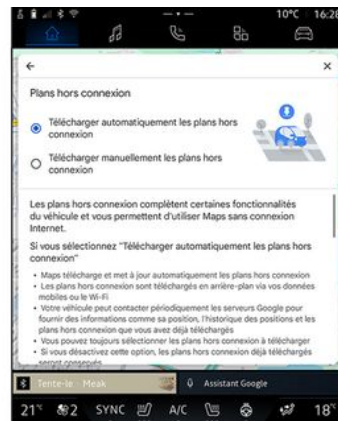 10°C 16:28
Plans hors connexion
Télécharger automatiquement les plans hors
connexion
Télécharger manuellement les plans hors
connexion
Les plans hors connexion complètent certaines fonctionnalités
du véhicule et vous permettent d'utiliser Maps sans connexion
Internet.
Si vous sélectionnez "Télécharger automatiquement les plans hors
connexion"
• Maps télécharge et met à jour automatiquement les plans hors connexion
• Les plans hors connexion sont téléchargés en arrière-plan via vos données
mobiles ou le Wi-Fi
• Votre véhicule peut contacter périodiquement les serveurs Google pour
fournir des informations comme sa position, l'historique des positions et les
plans hors connexion que vous avez déjà téléchargés
• Vous pouvez toujours sélectionner les plans hors connexion à télécharger
• Si vous désactivez cette option, les plans hors connexion déjà téléchargés
seront conservés
Tente-le · Meak
Assistant Google
21°C 2 SYNC A/C 18°